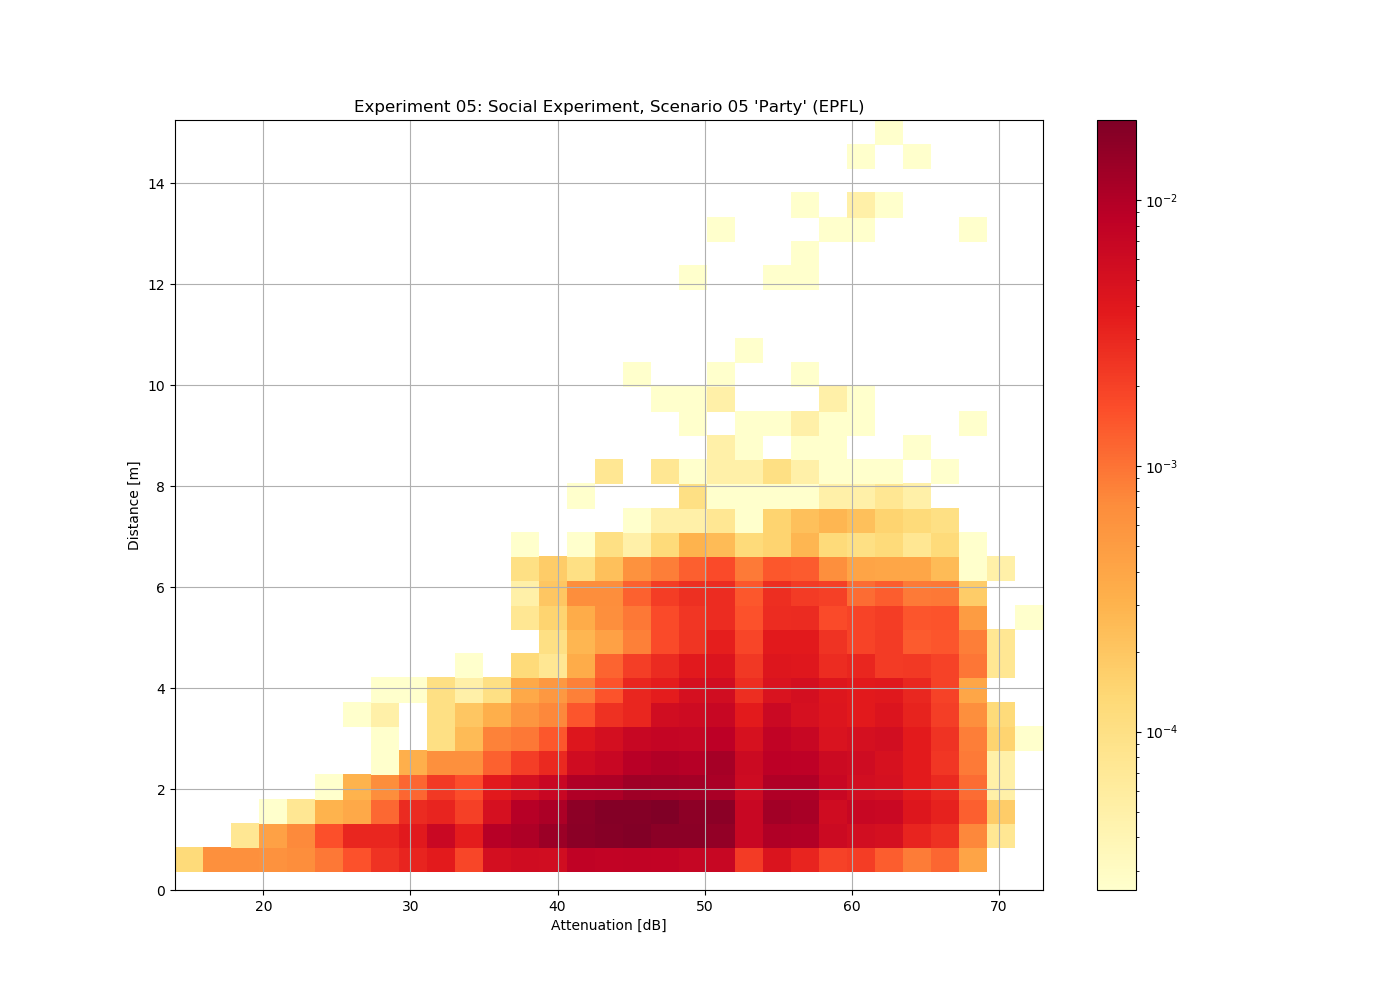 Experiment 05: Social Experiment, Scenario 05 'Party' (EPFL)
Distance [m]
14
12
10
8
6
4
2
0
20 30 40 50 60 70
Attenuation [dB]
10⁻²
10⁻³
10⁻⁴